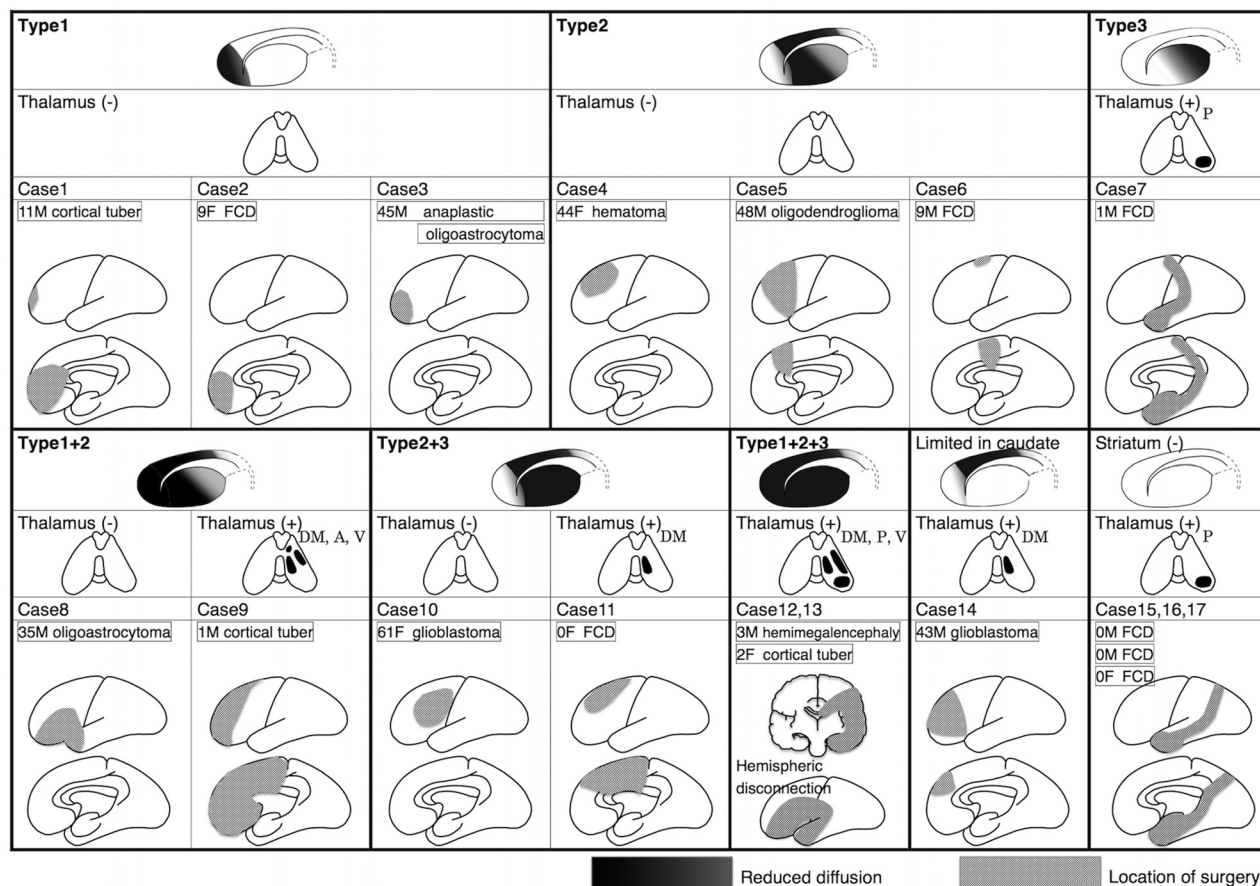 Type1
Type2
Type3
Thalamus (-)
Thalamus (-)
Thalamus (+)P
Case1
Case2
Case3
Case4
Case5
Case6
Case7
11M cortical tuber
9F FCD
45M anaplastic
oligoastrocytoma
44F hematoma
48M oligodendroglioma
9M FCD
1M FCD
Type1+2
Type2+3
Type1+2+3
Limited in caudate
Striatum (-)
Thalamus (-)
Thalamus (+)DM, A, V
Thalamus (-)
Thalamus (+)DM
Thalamus (+)DM, P, V
Thalamus (+)DM
Thalamus (+)P
Case8
Case9
Case10
Case11
Case12,13
Case14
Case15,16,17
35M oligoastrocytoma
1M cortical tuber
61F glioblastoma
0F FCD
3M hemimegalencephaly
2F cortical tuber
43M glioblastoma
0M FCD
0M FCD
0F FCD
Hemispheric
disconnection
Reduced diffusion
Location of surgery